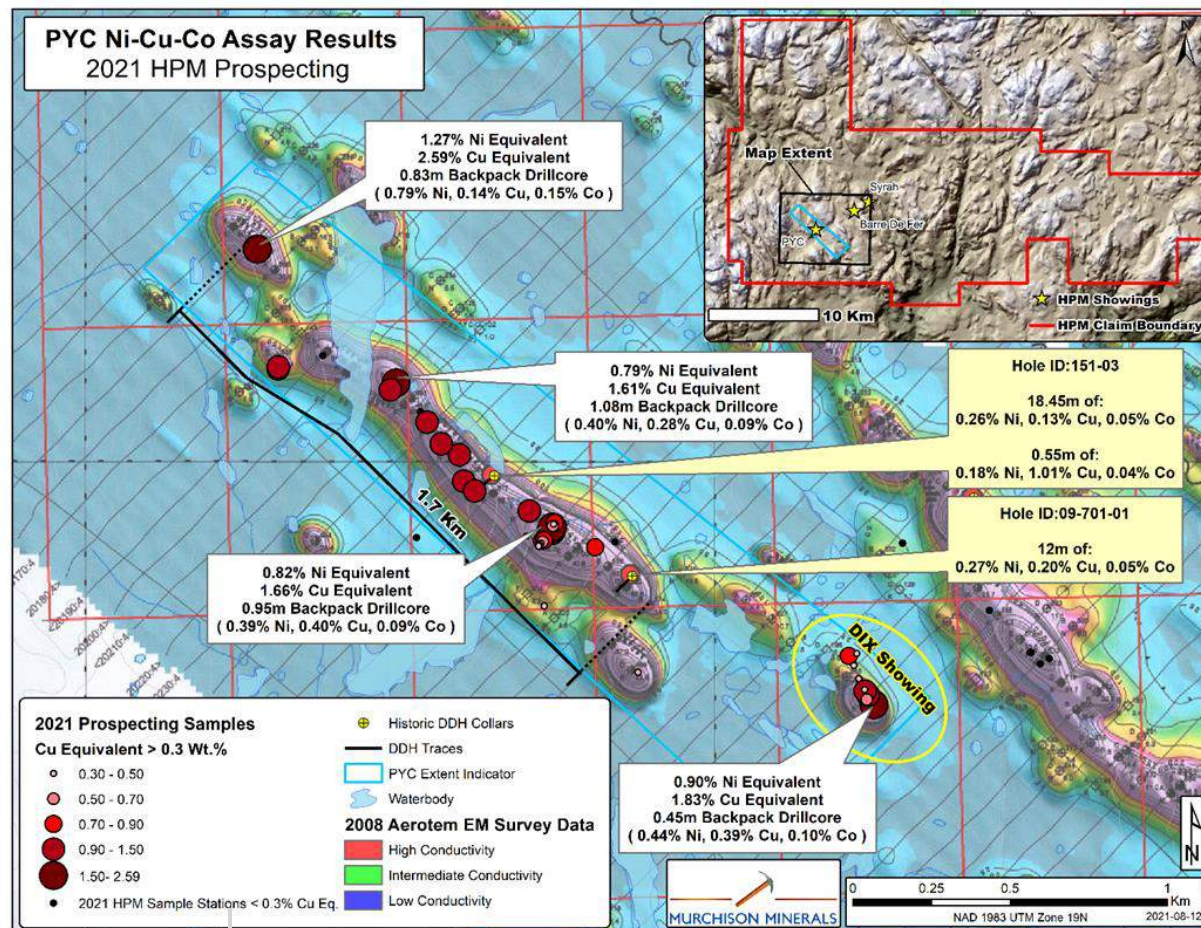 PYC Ni-Cu-Co Assay Results
2021 HPM Prospecting
1.27% Ni Equivalent
2.59% Cu Equivalent
0.83m Backpack Drillcore
( 0.79% Ni, 0.14% Cu, 0.15% Co )
Map Extent
Syrah
Barre De Fer
PYC
10 Km
HPM Showings
HPM Claim Boundary
0.79% Ni Equivalent
1.61% Cu Equivalent
1.08m Backpack Drillcore
( 0.40% Ni, 0.28% Cu, 0.09% Co )
Hole ID:151-03
18.45m of:
0.26% Ni, 0.13% Cu, 0.05% Co
0.55m of:
0.18% Ni, 1.01% Cu, 0.04% Co
Hole ID:09-701-01
12m of:
0.27% Ni, 0.20% Cu, 0.05% Co
1.7 Km
0.82% Ni Equivalent
1.66% Cu Equivalent
0.95m Backpack Drillcore
(0.39% Ni, 0.40% Cu, 0.09% Co)
DIX Showing
0.90% Ni Equivalent
1.83% Cu Equivalent
0.45m Backpack Drillcore
( 0.44% Ni, 0.39% Cu, 0.10% Co )
20180:4>
<20190:4>
20200:4>
<20210:4>
20220:4>
<20230:4>
2021 Prospecting Samples
Cu Equivalent > 0.3 Wt.%
0.30 - 0.50
0.50 - 0.70
0.70 - 0.90
0.90 - 1.50
1.50- 2.59
2021 HPM Sample Stations < 0.3% Cu Eq.
Historic DDH Collars
DDH Traces
PYC Extent Indicator
Waterbody
2008 Aerotem EM Survey Data
High Conductivity
Intermediate Conductivity
Low Conductivity
MURCHISON MINERALS
N
0 0.25 0.5 1
Km
NAD 1983 UTM Zone 19N
2021-08-12